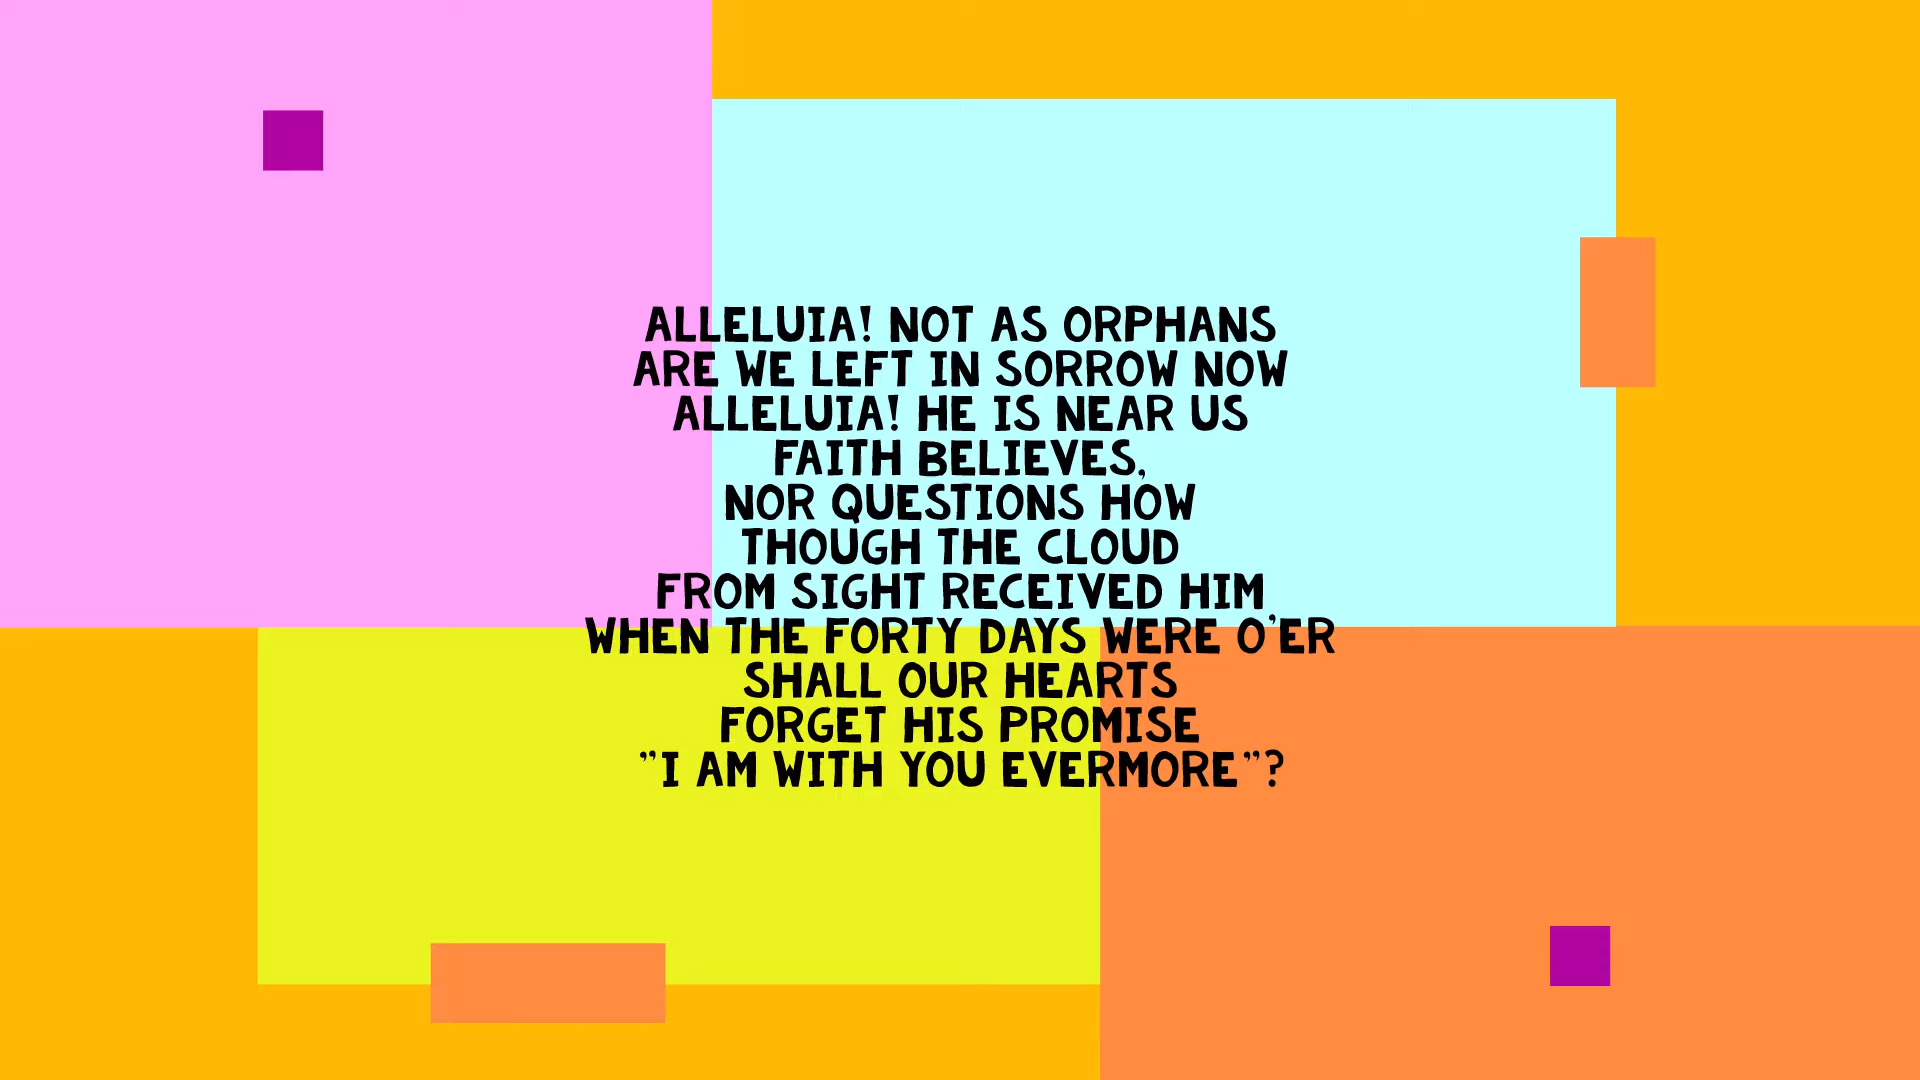 ALLELUIA! NOT AS ORPHANS
ARE WE LEFT IN SORROW NOW
ALLELUIA! HE IS NEAR US
FAITH BELIEVES,
NOR QUESTIONS HOW
THOUGH THE CLOUD
FROM SIGHT RECEIVED HIM,
WHEN THE FORTY DAYS WERE O'ER
SHALL OUR HEARTS
FORGET HIS PROMISE
"I AM WITH YOU EVERMORE"?